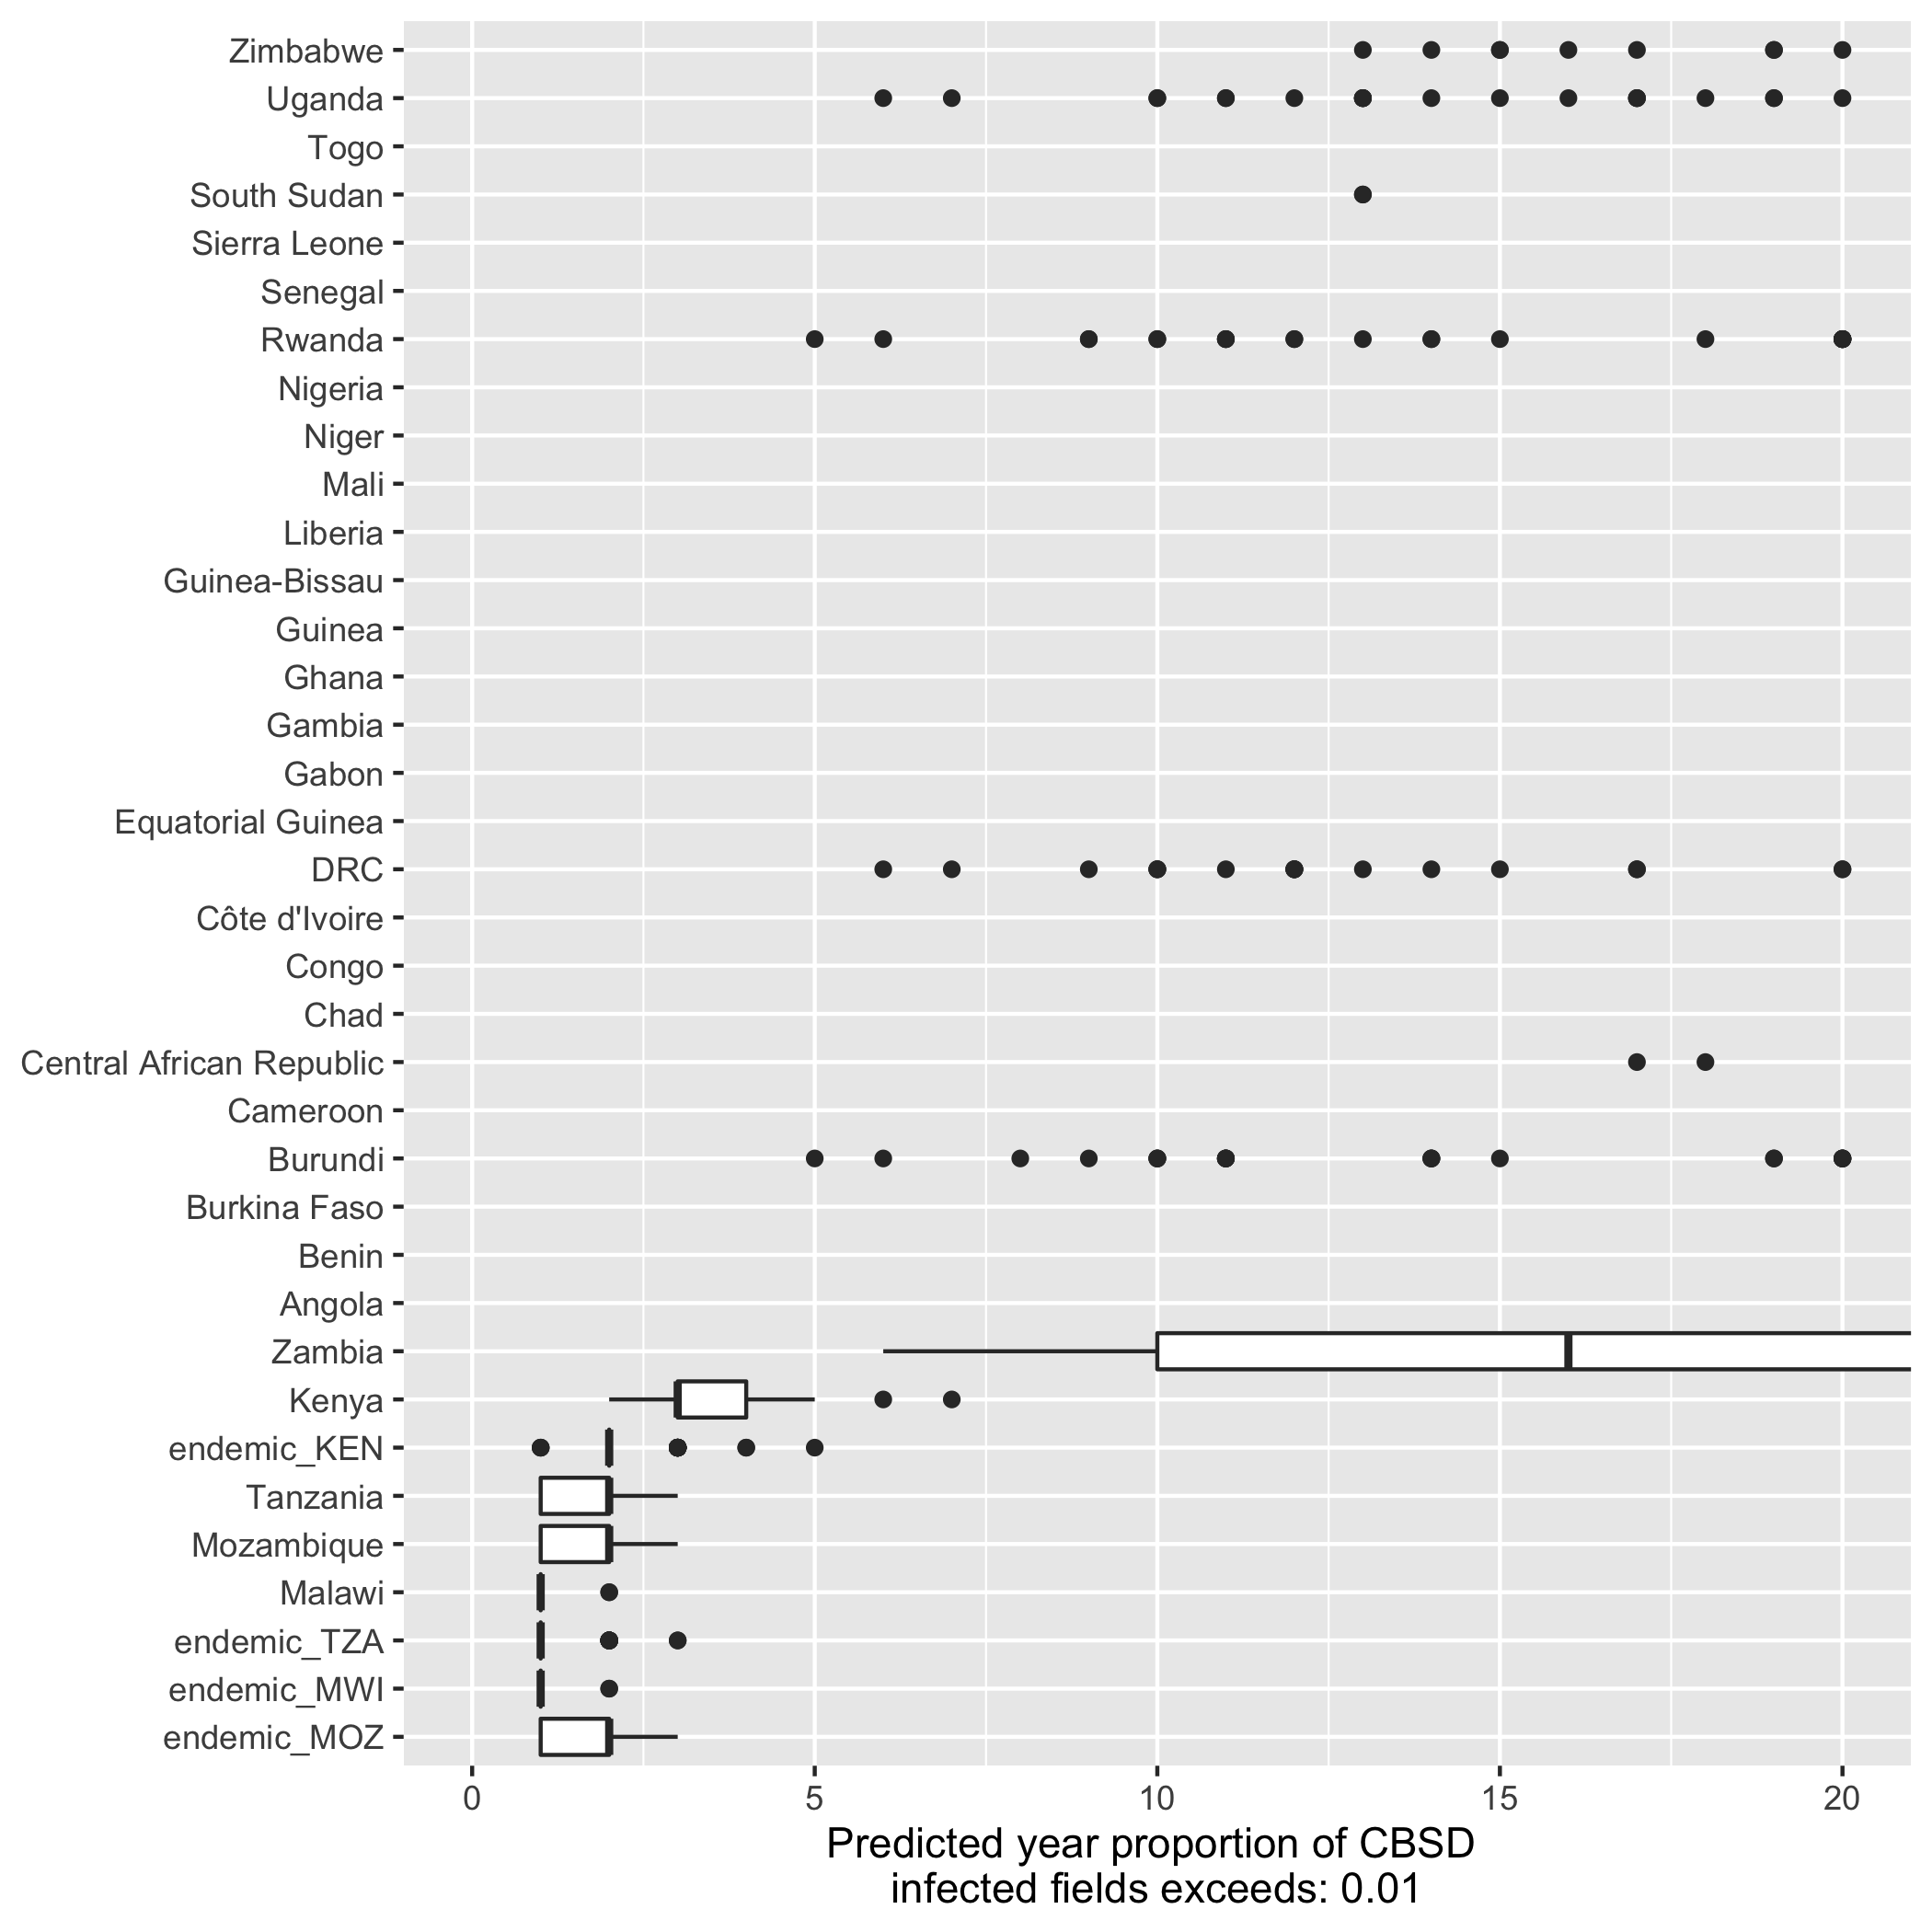 Zimbabwe
Uganda
Togo
South Sudan
Sierra Leone
Senegal
Rwanda
Nigeria
Niger
Mali
Liberia
Guinea-Bissau
Guinea
Ghana
Gambia
Gabon
Equatorial Guinea
DRC
Côte d'Ivoire
Congo
Chad
Central African Republic
Cameroon
Burundi
Burkina Faso
Benin
Angola
Zambia
Kenya
endemic_KEN
Tanzania
Mozambique
Malawi
endemic_TZA
endemic_MWI
endemic_MOZ
0 5 10 15 20
Predicted year proportion of CBSD
infected fields exceeds: 0.01